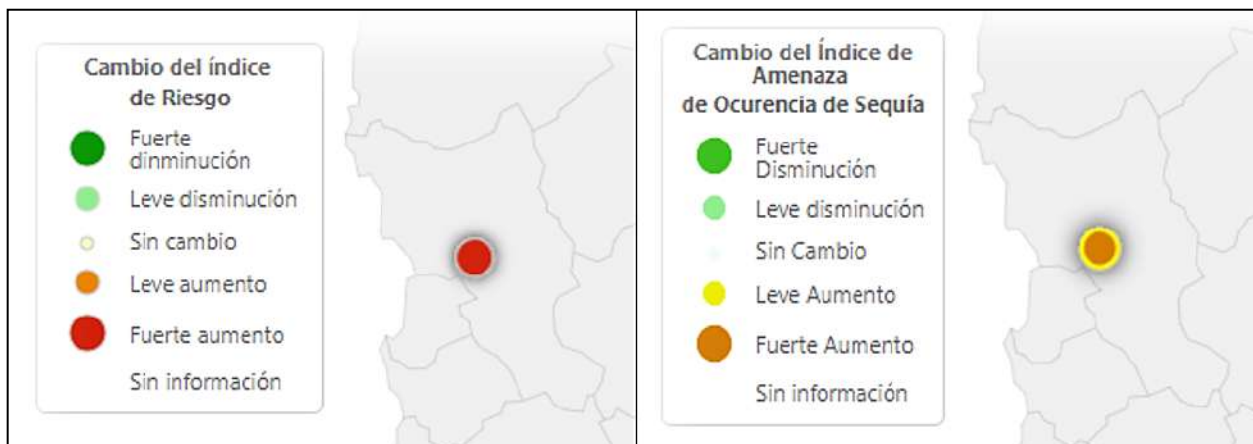 Cambio del índice
de Riesgo
Fuerte
dinminución
Leve disminución
Sin cambio
Leve aumento
Fuerte aumento
Sin información
Cambio del Índice de
Amenaza
de Ocurencia de Sequía
Fuerte
Disminución
Leve disminución
Sin Cambio
Leve Aumento
Fuerte Aumento
Sin información